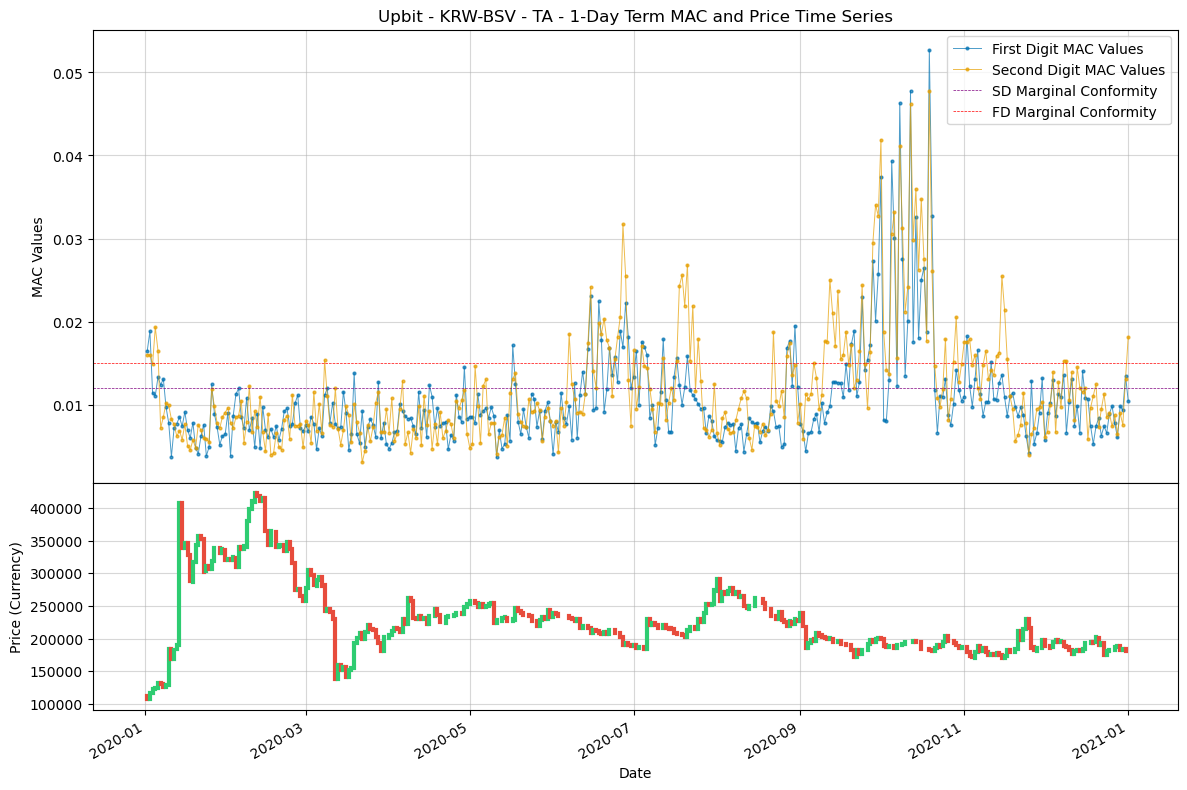 Upbit - KRW-BSV - TA - 1-Day Term MAC and Price Time Series
First Digit MAC Values
Second Digit MAC Values
SD Marginal Conformity
FD Marginal Conformity
MAC Values
0.05
0.04
0.03
0.02
0.01
Price (Currency)
400000
350000
300000
250000
200000
150000
100000
2020-01
2020-03
2020-05
2020-07
2020-09
2020-11
2021-01
Date